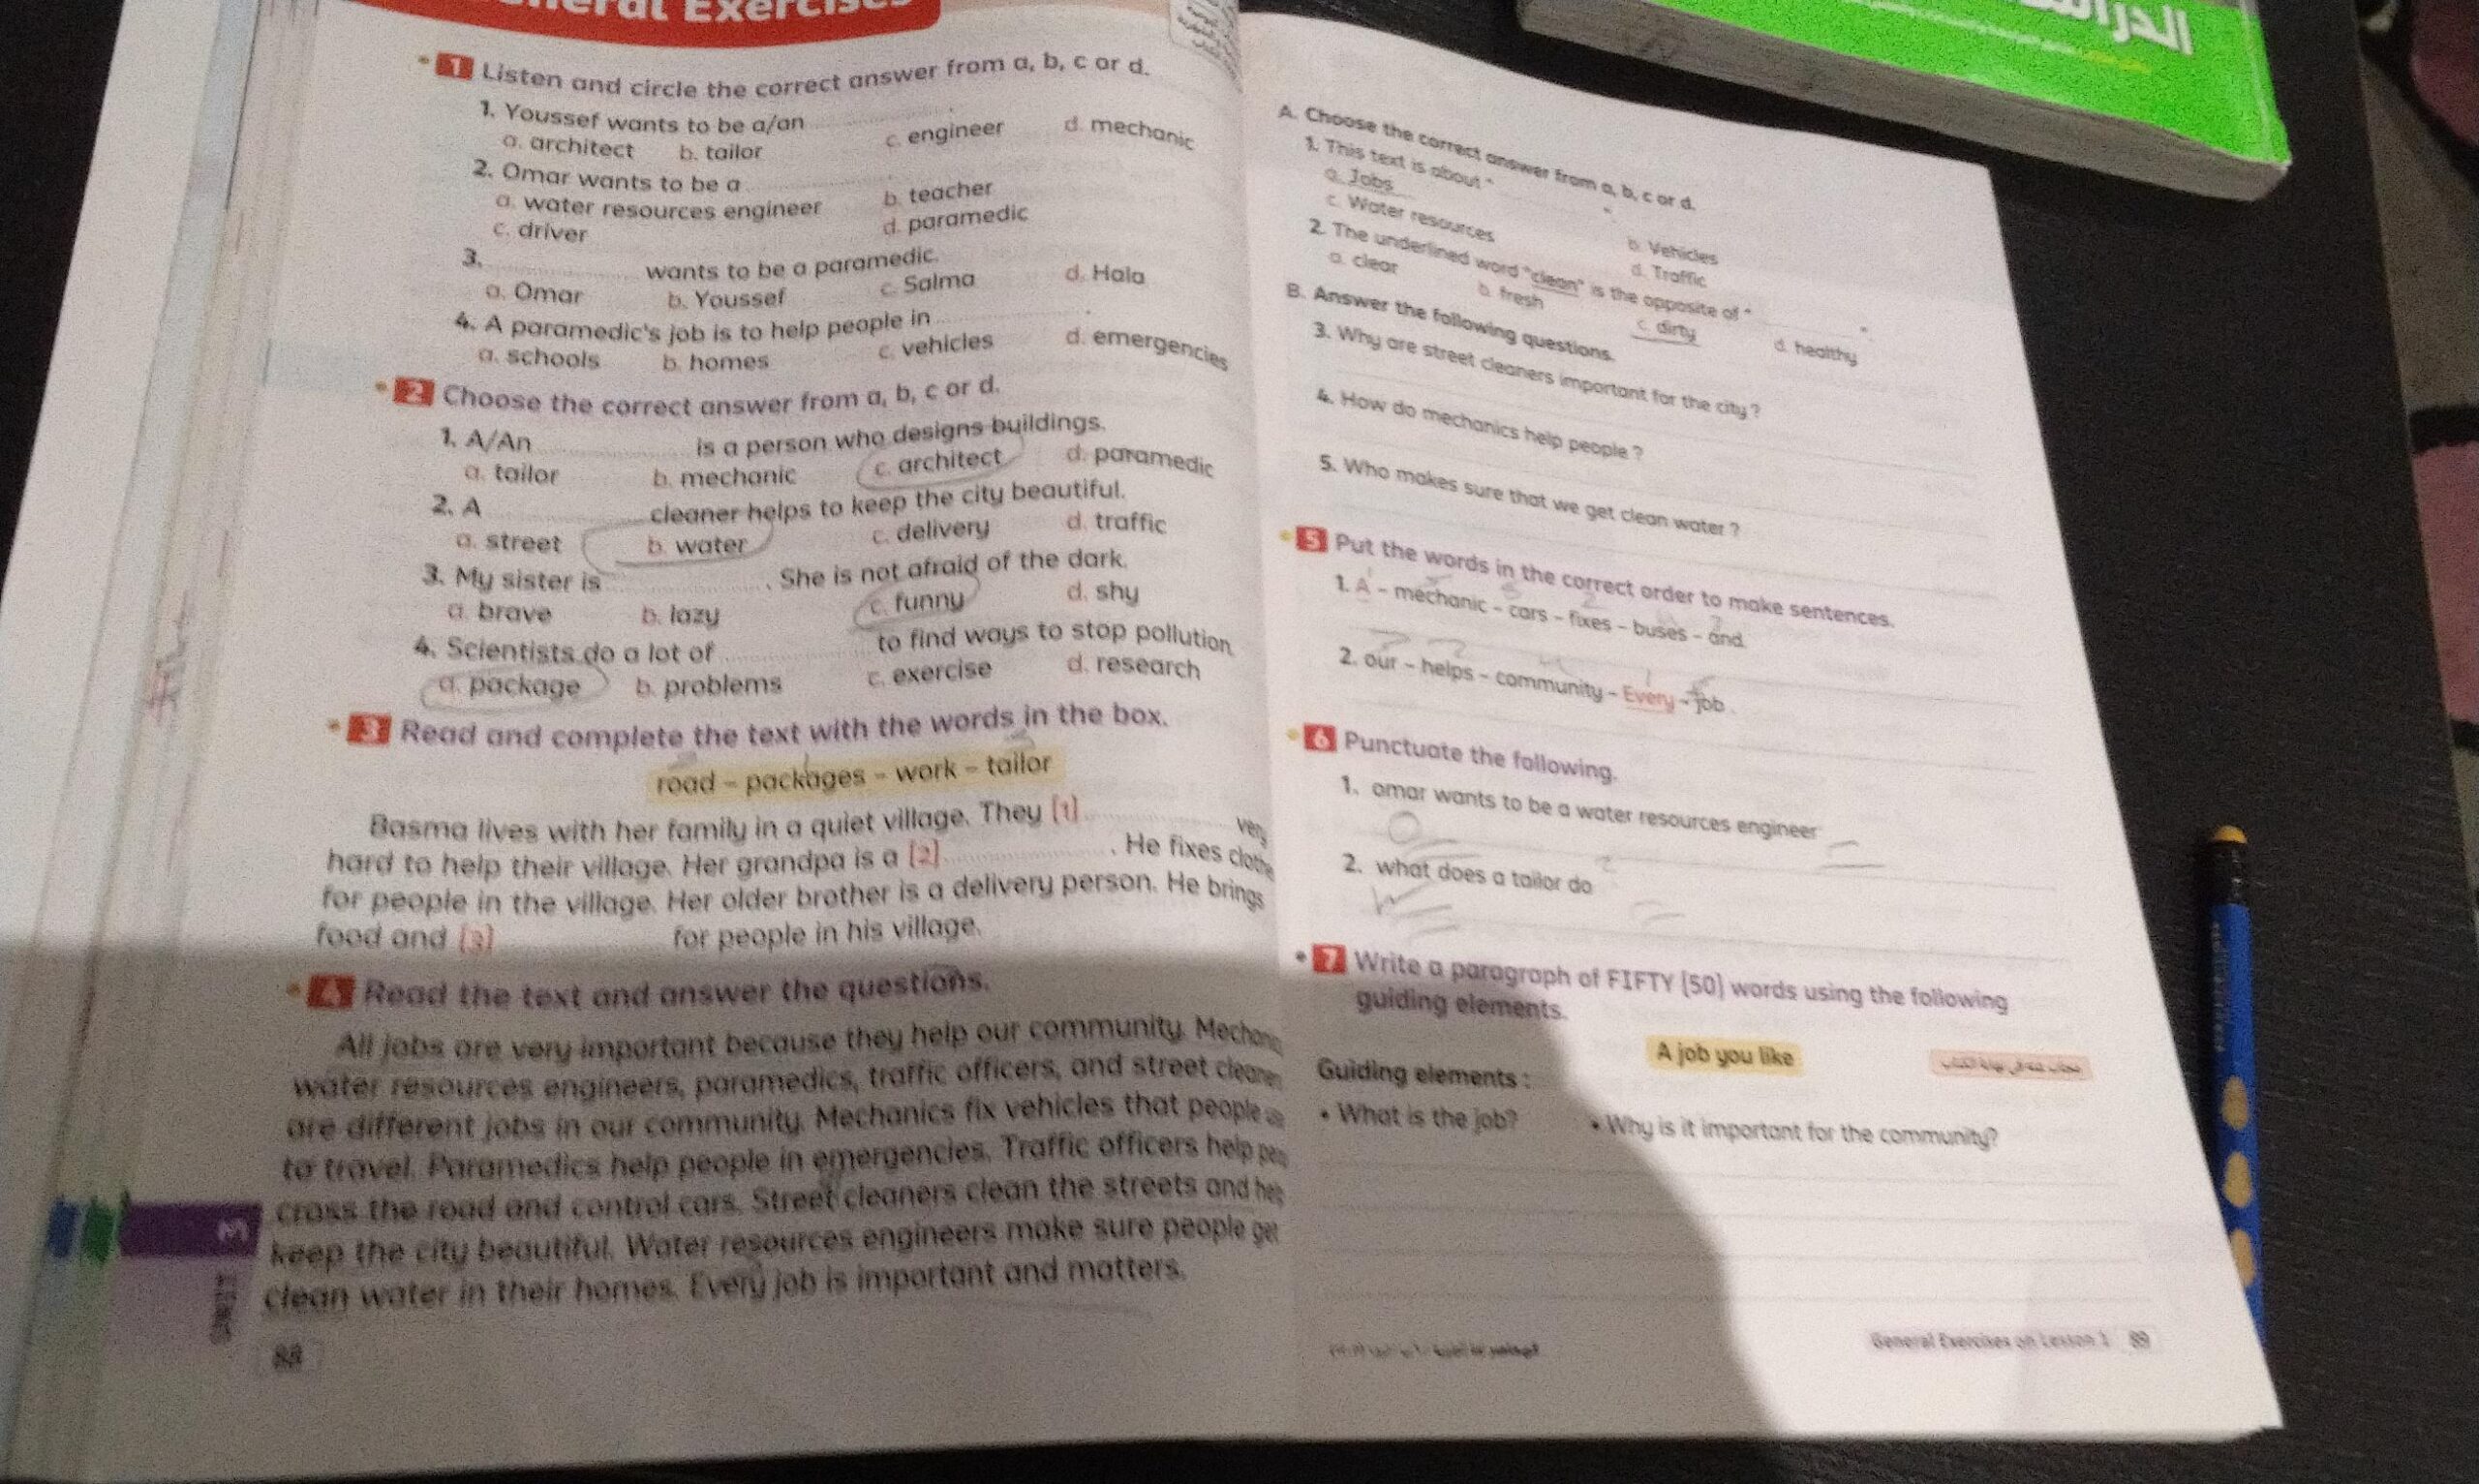 General Exercises
1 Listen and circle the correct answer from a, b, c or d.
1. Youssef wants to be a/an
a. architect b. tailor c. engineer d. mechanic
2. Omar wants to be a
a. water resources engineer b. teacher
c. driver d. paramedic
3. wants to be a paramedic.
a. Omar b. Youssef c. Salma d. Hala
4. A paramedic's job is to help people in .
a. schools b. homes c. vehicles d. emergencies
2 Choose the correct answer from a, b, c or d.
1. A/An is a person who designs buildings.
a. tailor b. mechanic c. architect d. paramedic
2. A cleaner helps to keep the city beautiful.
a. street b. water c. delivery d. traffic
3. My sister is . She is not afraid of the dark.
a. brave b. lazy c. funny d. shy
4. Scientists do a lot of to find ways to stop pollution.
a. package b. problems c. exercise d. research
3 Read and complete the text with the words in the box.
road – packages – work – tailor
Basma lives with her family in a quiet village. They (1) very
hard to help their village. Her grandpa is a (2) . He fixes clothe
for people in the village. Her older brother is a delivery person. He brings
food and (3) for people in his village.
4 Read the text and answer the questions.
All jobs are very important because they help our community. Mechanic
water resources engineers, paramedics, traffic officers, and street cleaners
are different jobs in our community. Mechanics fix vehicles that people
to travel. Paramedics help people in emergencies. Traffic officers help
cross the road and control cars. Street cleaners clean the streets and help
keep the city beautiful. Water resources engineers make sure people get
clean water in their homes. Every job is important and matters.
3
88
A. Choose the correct answer from a, b, c or d.
1. This text is about " ".
a. Jobs b. Vehicles
c. Water resources d. Traffic
2. The underlined word "clean" is the opposite of " ".
a. clear b. fresh c. dirty d. healthy
B. Answer the following questions.
3. Why are street cleaners important for the city ?
4. How do mechanics help people ?
5. Who makes sure that we get clean water ?
5 Put the words in the correct order to make sentences.
1. A – mechanic – cars – fixes – buses – and.
2. our – helps – community – Every – job .
6 Punctuate the following.
1. omar wants to be a water resources engineer
2. what does a tailor do
W
7 Write a paragraph of FIFTY (50) words using the following
guiding elements.
A job you like
Guiding elements :
• What is the job? • Why is it important for the community?
General Exercises on Lesson 1 89